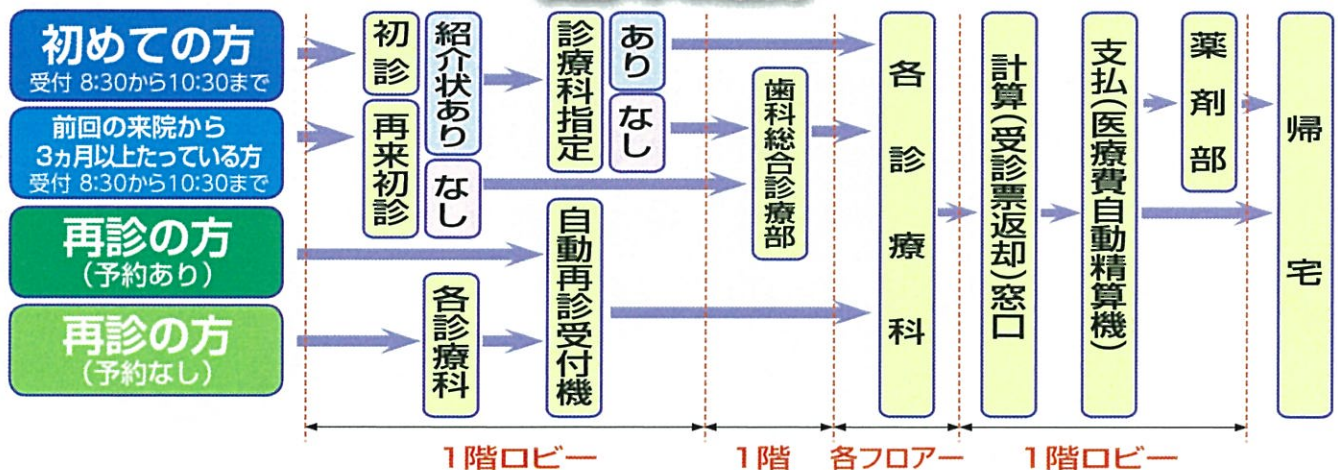 初めての方
受付 8:30から10:30まで
前回の来院から
3ヵ月以上たっている方
受付 8:30から10:30まで
再診の方
(予約あり)
再診の方
(予約なし)
初診
再来初診
紹介状あり
なし
診療科指定
あり
なし
各診療科
自動再診受付機
歯科総合診療部
各診療科
計算(受診票返却)窓口
支払(医療費自動精算機)
薬剤部
帰宅
1階ロビー
1階
各フロアー
1階ロビー